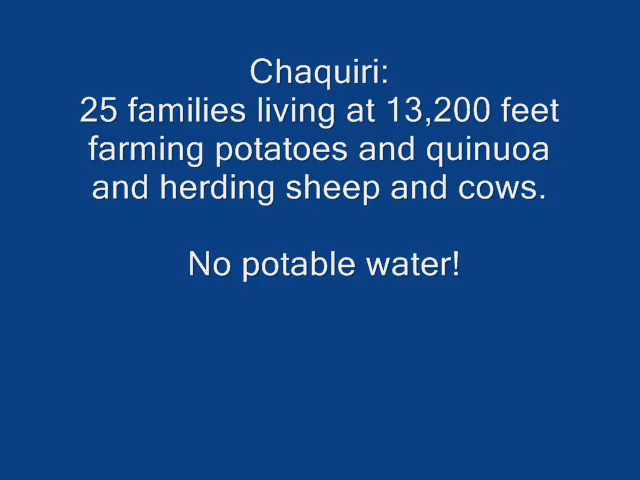 Chaquiri:
25 families living at 13,200 feet
farming potatoes and quinuoa
and herding sheep and cows.
No potable water!